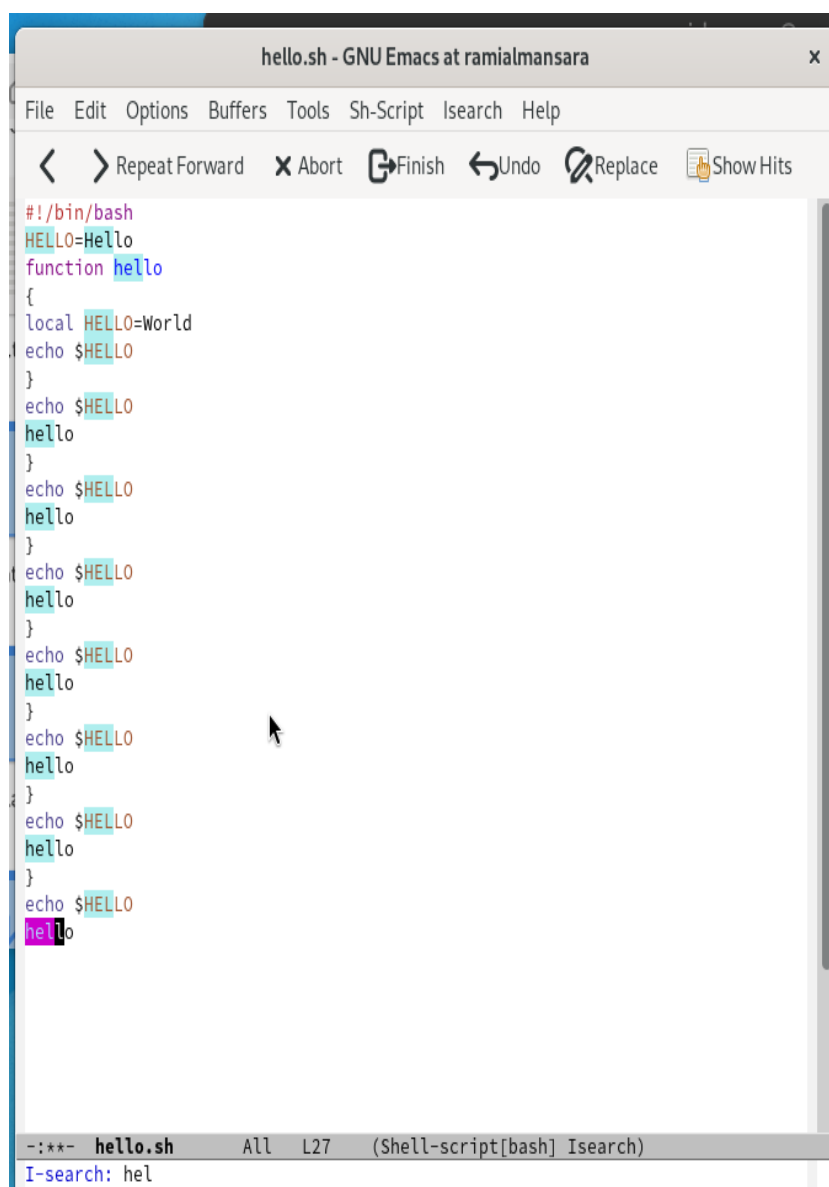 hello.sh - GNU Emacs at ramialmansara x
File Edit Options Buffers Tools Sh-Script Isearch Help
Repeat Forward Abort Finish Undo Replace Show Hits
#!/bin/bash
HELLO=Hello
function hello
{
local HELLO=World
echo $HELLO
}
echo $HELLO
hello
}
echo $HELLO
hello
}
echo $HELLO
hello
}
echo $HELLO
hello
}
echo $HELLO
hello
}
echo $HELLO
hello
}
echo $HELLO
hello
-:**- hello.sh All L27 (Shell-script[bash] Isearch)
I-search: hel